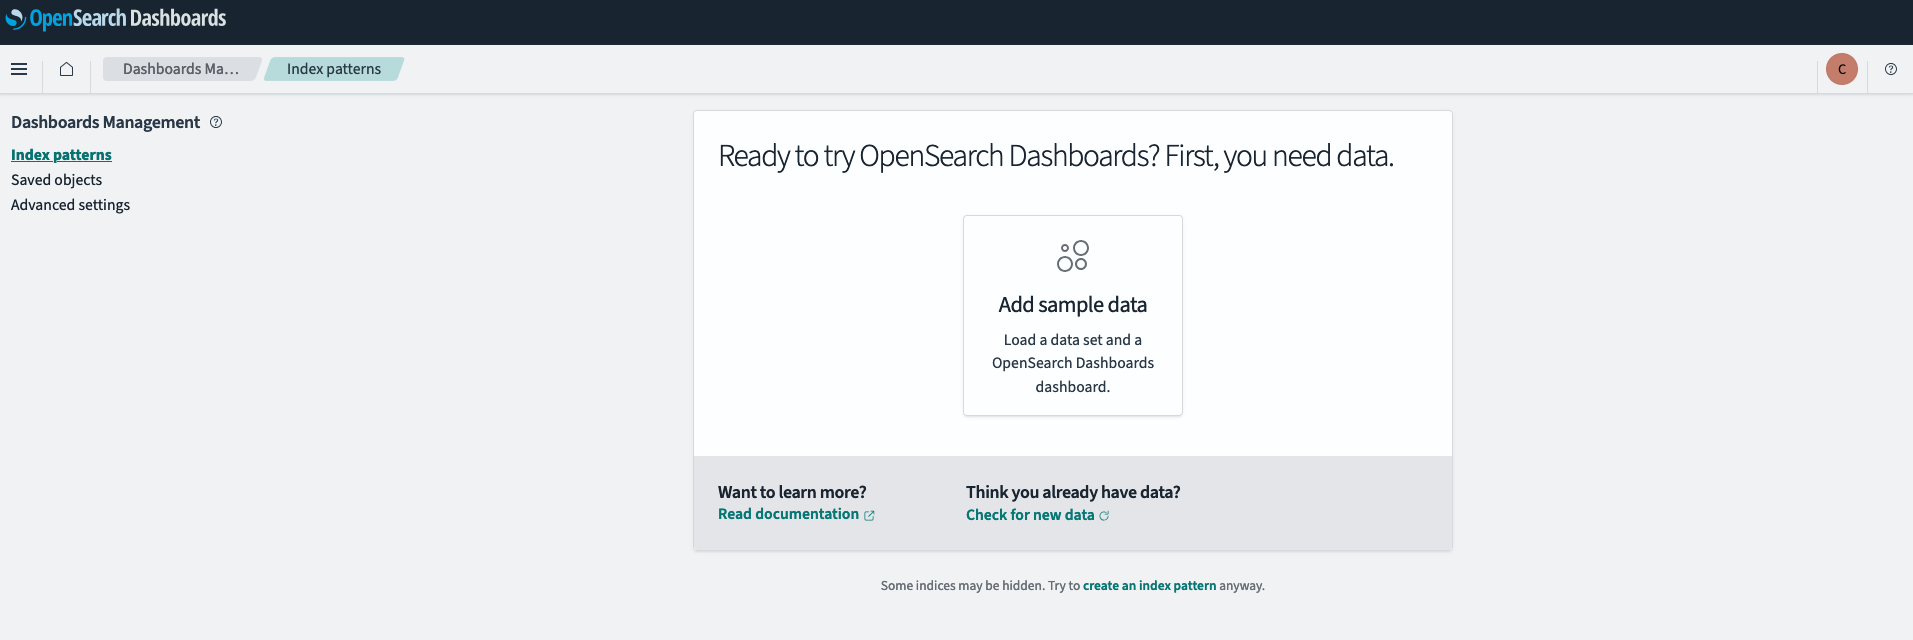 OpenSearch Dashboards
Dashboards Ma...
Index patterns
C
Dashboards Management
Index patterns
Saved objects
Advanced settings
Ready to try OpenSearch Dashboards? First, you need data.
Add sample data
Load a data set and a
OpenSearch Dashboards
dashboard.
Want to learn more?
Read documentation
Think you already have data?
Check for new data
Some indices may be hidden. Try to create an index pattern anyway.